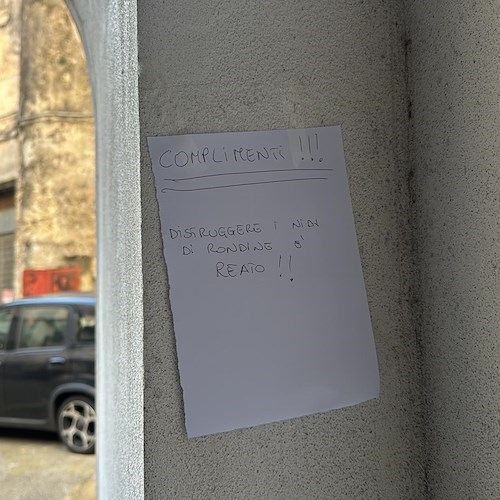 COMPLIMENTI !!!
DISTRUGGERE I NIDI
DI RONDINE è
REATO !!